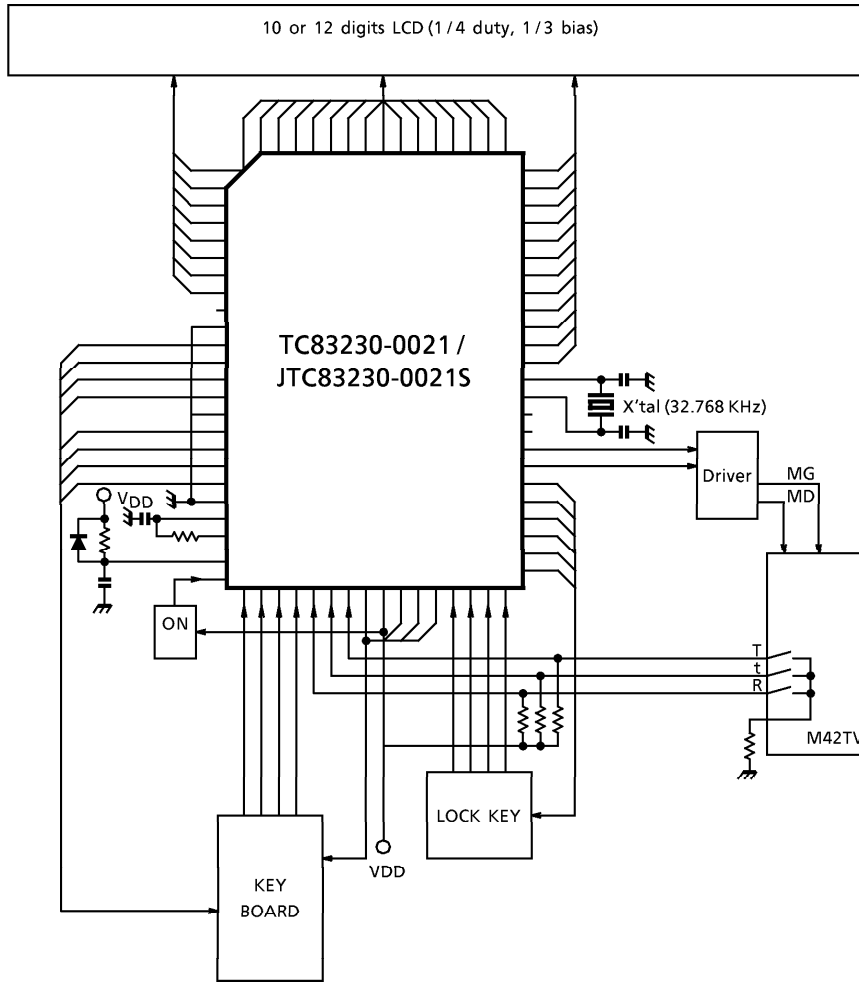 10 or 12 digits LCD (1/4 duty, 1/3 bias)
TC83230-0021 /
JTC83230-0021S
X'tal (32.768 KHz)
Driver
MG
MD
VDD
ON
T
t
R
M42TV
LOCK KEY
VDD
KEY
BOARD